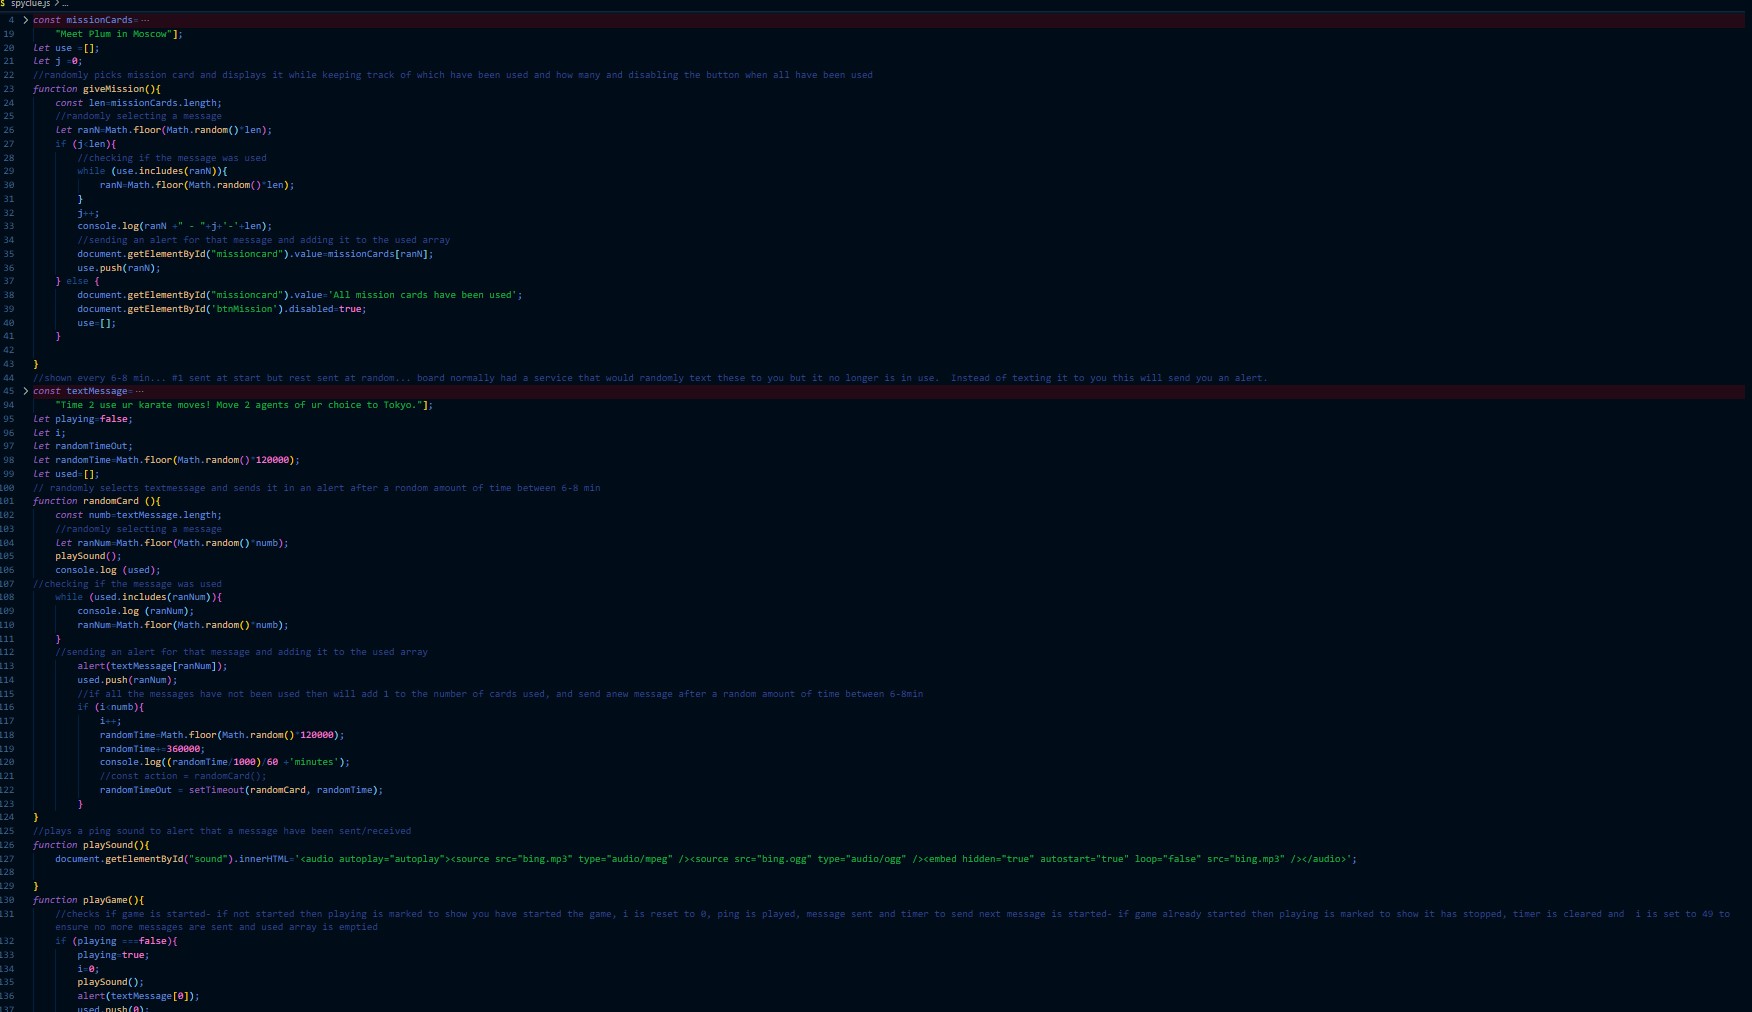 spyclue.js > ...
4 > const missionCards= ···
19 "Meet Plum in Moscow"];
20 let use =[];
21 let j =0;
22 //randomly picks mission card and displays it while keeping track of which have been used and how many and disabling the button when all have been used
23 function giveMission(){
24 const len=missionCards.length;
25 //randomly selecting a message
26 let ranN=Math.floor(Math.random()*len);
27 if (j<len){
28 //checking if the message was used
29 while (use.includes(ranN)){
30 ranN=Math.floor(Math.random()*len);
31 }
32 j++;
33 console.log(ranN +" - "+j+'-'+len);
34 //sending an alert for that message and adding it to the used array
35 document.getElementById("missioncard").value=missionCards[ranN];
36 use.push(ranN);
37 } else {
38 document.getElementById("missioncard").value='All mission cards have been used';
39 document.getElementById('btnMission').disabled=true;
40 use=[];
41 }
42
43 }
44 //shown every 6-8 min... #1 sent at start but rest sent at random... board normally had a service that would randomly text these to you but it no longer is in use.  Instead of texting it to you this will send you an alert.
45 > const textMessage= ···
94 "Time 2 use ur karate moves! Move 2 agents of ur choice to Tokyo."];
95 let playing=false;
96 let i;
97 let randomTimeOut;
98 let randomTime=Math.floor(Math.random()*120000);
99 let used=[];
100 // randomly selects textmessage and sends it in an alert after a rondom amount of time between 6-8 min
101 function randomCard (){
102 const numb=textMessage.length;
103 //randomly selecting a message
104 let ranNum=Math.floor(Math.random()*numb);
105 playSound();
106 console.log (used);
107 //checking if the message was used
108 while (used.includes(ranNum)){
109 console.log (ranNum);
110 ranNum=Math.floor(Math.random()*numb);
111 }
112 //sending an alert for that message and adding it to the used array
113 alert(textMessage[ranNum]);
114 used.push(ranNum);
115 //if all the messages have not been used then will add 1 to the number of cards used, and send anew message after a random amount of time between 6-8min
116 if (i<numb){
117 i++;
118 randomTime=Math.floor(Math.random()*120000);
119 randomTime+=360000;
120 console.log((randomTime/1000)/60 +'minutes');
121 //const action = randomCard();
122 randomTimeOut = setTimeout(randomCard, randomTime);
123 }
124 }
125 //plays a ping sound to alert that a message have been sent/received
126 function playSound(){
127 document.getElementById("sound").innerHTML='<audio autoplay="autoplay"><source src="bing.mp3" type="audio/mpeg" /><source src="bing.ogg" type="audio/ogg" /><embed hidden="true" autostart="true" loop="false" src="bing.mp3" /></audio>';
128
129 }
130 function playGame(){
131 //checks if game is started- if not started then playing is marked to show you have started the game, i is reset to 0, ping is played, message sent and timer to send next message is started- if game already started then playing is marked to show it has stopped, timer is cleared and  i is set to 49 to
ensure no more messages are sent and used array is emptied
132 if (playing ===false){
133 playing=true;
134 i=0;
135 playSound();
136 alert(textMessage[0]);
137 used.push(0);